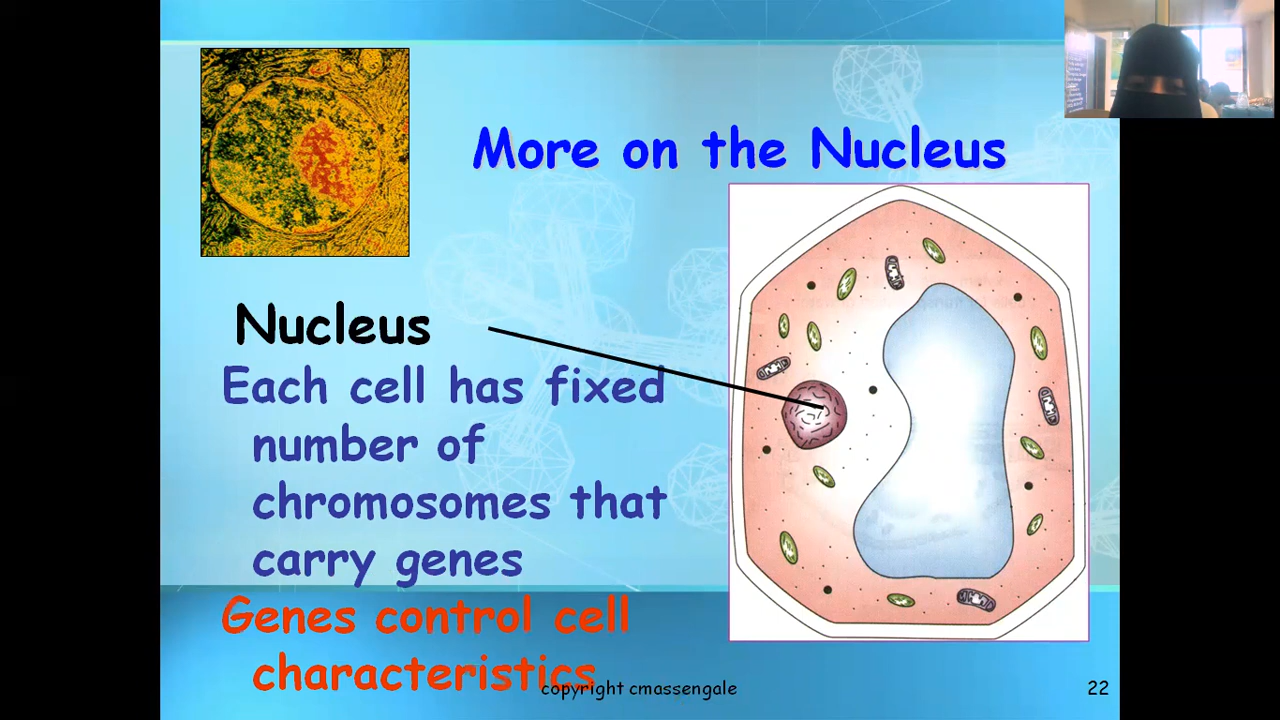 More on the Nucleus
Nucleus
Each cell has fixed
number of
chromosomes that
carry genes
Genes control cell
characteristics
copyright cmassengale
22